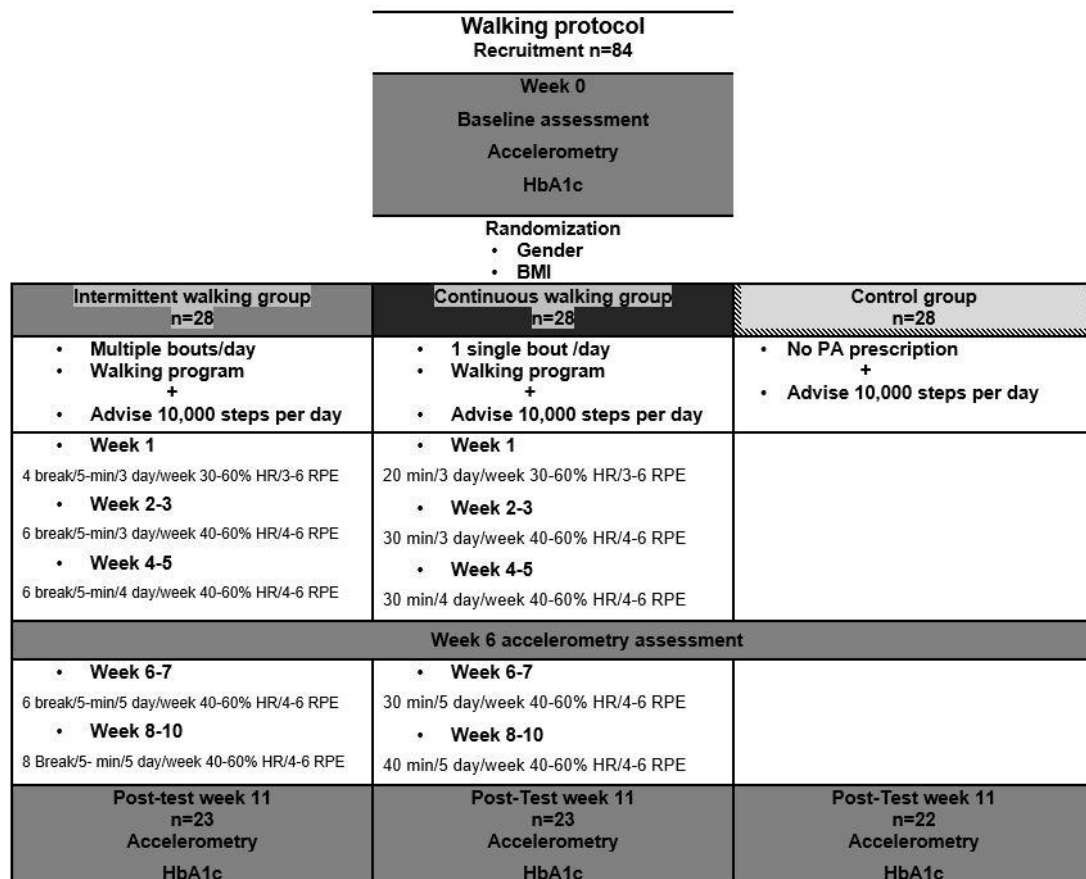 Walking protocol
Recruitment n=84
Week 0
Baseline assessment
Accelerometry
HbA1c
Randomization
• Gender
• BMI
Intermittent walking group
n=28
Continuous walking group
n=28
Control group
n=28
• Multiple bouts/day
• Walking program
+
• Advise 10,000 steps per day
• 1 single bout /day
• Walking program
+
• Advise 10,000 steps per day
• No PA prescription
+
• Advise 10,000 steps per day
• Week 1
4 break/5-min/3 day/week 30-60% HR/3-6 RPE
• Week 2-3
6 break/5-min/3 day/week 40-60% HR/4-6 RPE
• Week 4-5
6 break/5-min/4 day/week 40-60% HR/4-6 RPE
• Week 1
20 min/3 day/week 30-60% HR/3-6 RPE
• Week 2-3
30 min/3 day/week 40-60% HR/4-6 RPE
• Week 4-5
30 min/4 day/week 40-60% HR/4-6 RPE
Week 6 accelerometry assessment
• Week 6-7
6 break/5-min/5 day/week 40-60% HR/4-6 RPE
• Week 8-10
8 Break/5- min/5 day/week 40-60% HR/4-6 RPE
• Week 6-7
30 min/5 day/week 40-60% HR/4-6 RPE
• Week 8-10
40 min/5 day/week 40-60% HR/4-6 RPE
Post-test week 11
n=23
Accelerometry
HbA1c
Post-Test week 11
n=23
Accelerometry
HbA1c
Post-Test week 11
n=22
Accelerometry
HbA1c